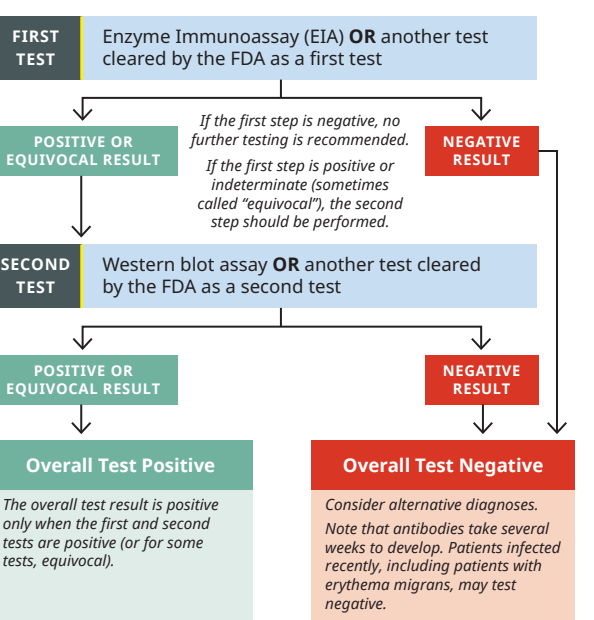 FIRST
TEST
Enzyme Immunoassay (EIA) OR another test
cleared by the FDA as a first test
If the first step is negative, no
further testing is recommended.
If the first step is positive or
indeterminate (sometimes
called “equivocal”), the second
step should be performed.
POSITIVE OR
EQUIVOCAL RESULT
NEGATIVE
RESULT
SECOND
TEST
Western blot assay OR another test cleared
by the FDA as a second test
POSITIVE OR
EQUIVOCAL RESULT
NEGATIVE
RESULT
Overall Test Positive
The overall test result is positive
only when the first and second
tests are positive (or for some
tests, equivocal).
Overall Test Negative
Consider alternative diagnoses.
Note that antibodies take several
weeks to develop. Patients infected
recently, including patients with
erythema migrans, may test
negative.